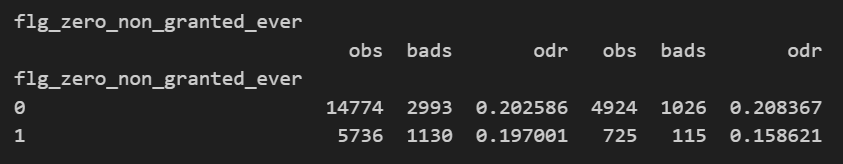 flg_zero_non_granted_ever
obs bads odr obs bads odr
flg_zero_non_granted_ever
0 14774 2993 0.202586 4924 1026 0.208367
1 5736 1130 0.197001 725 115 0.158621